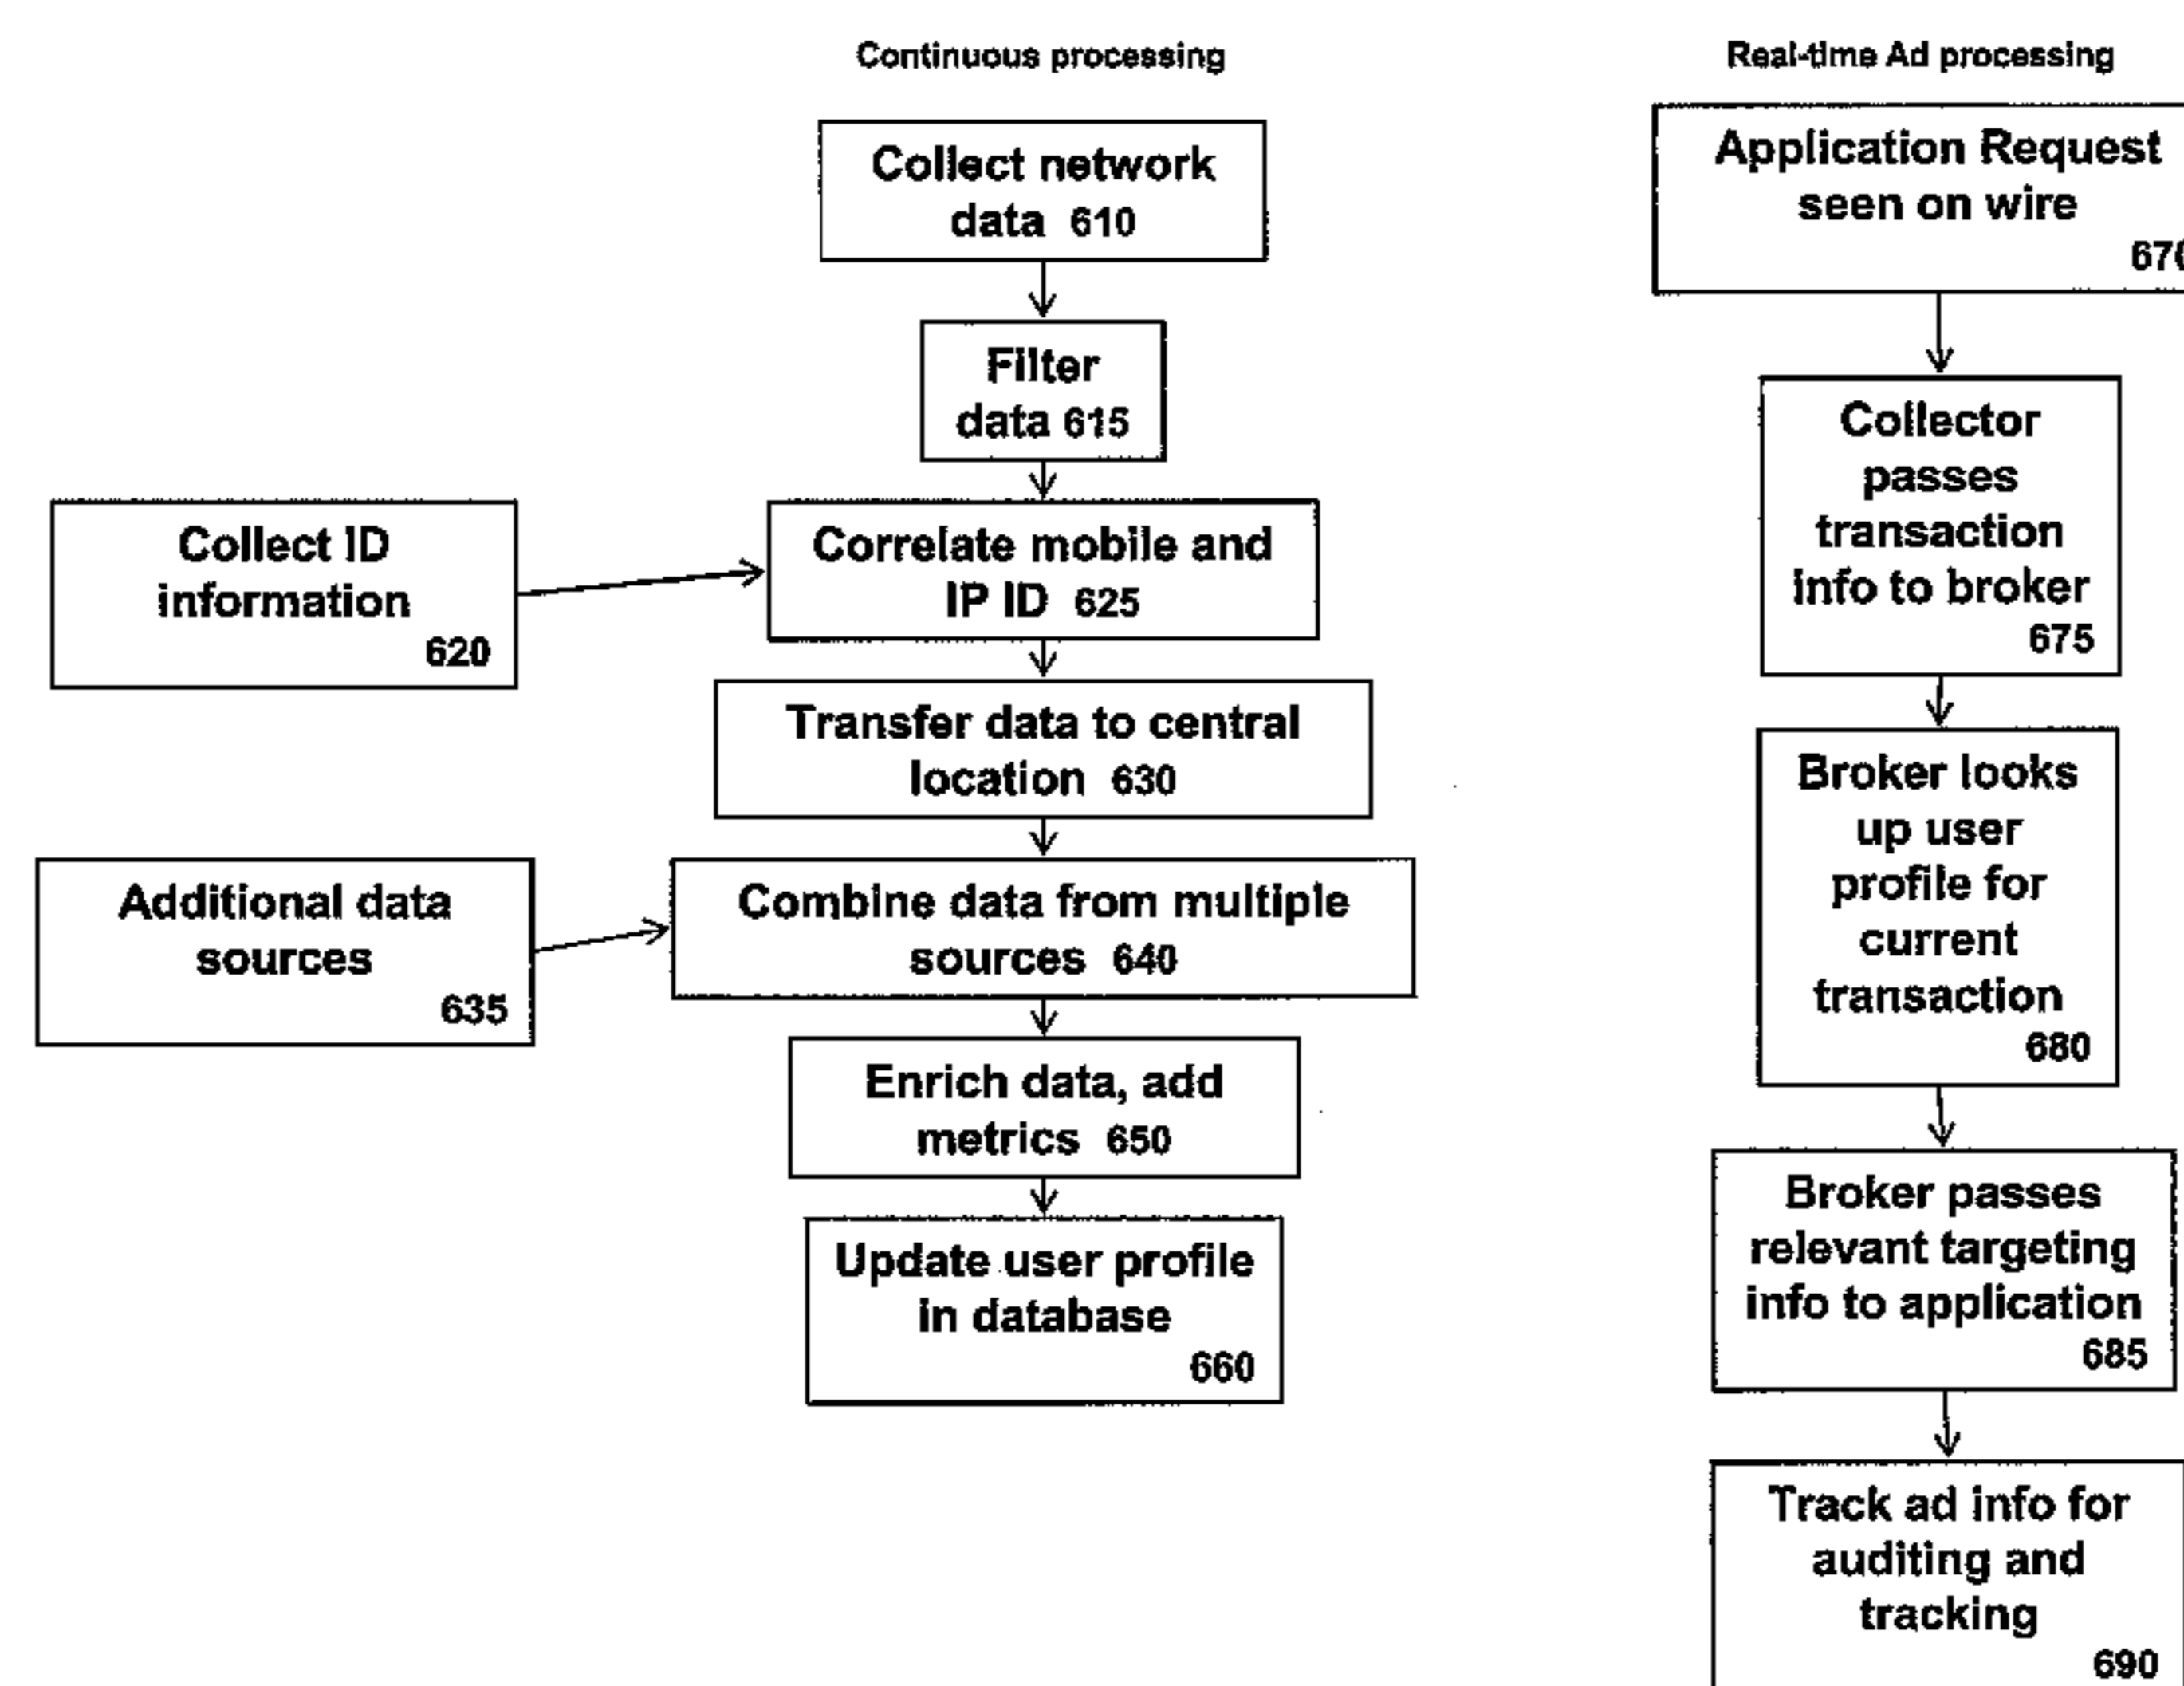 Continuous processing
Collect network
data 610
Filter
data 615
Collect ID
information
620
Correlate mobile and
IP ID 625
Transfer data to central
location 630
Additional data
sources
635
Combine data from multiple
sources 640
Enrich data, add
metrics 650
Update user profile
in database
660
Real-time Ad processing
Application Request
seen on wire
670
Collector
passes
transaction
info to broker
675
Broker looks
up user
profile for
current
transaction
680
Broker passes
relevant targeting
info to application
685
Track ad info for
auditing and
tracking
690